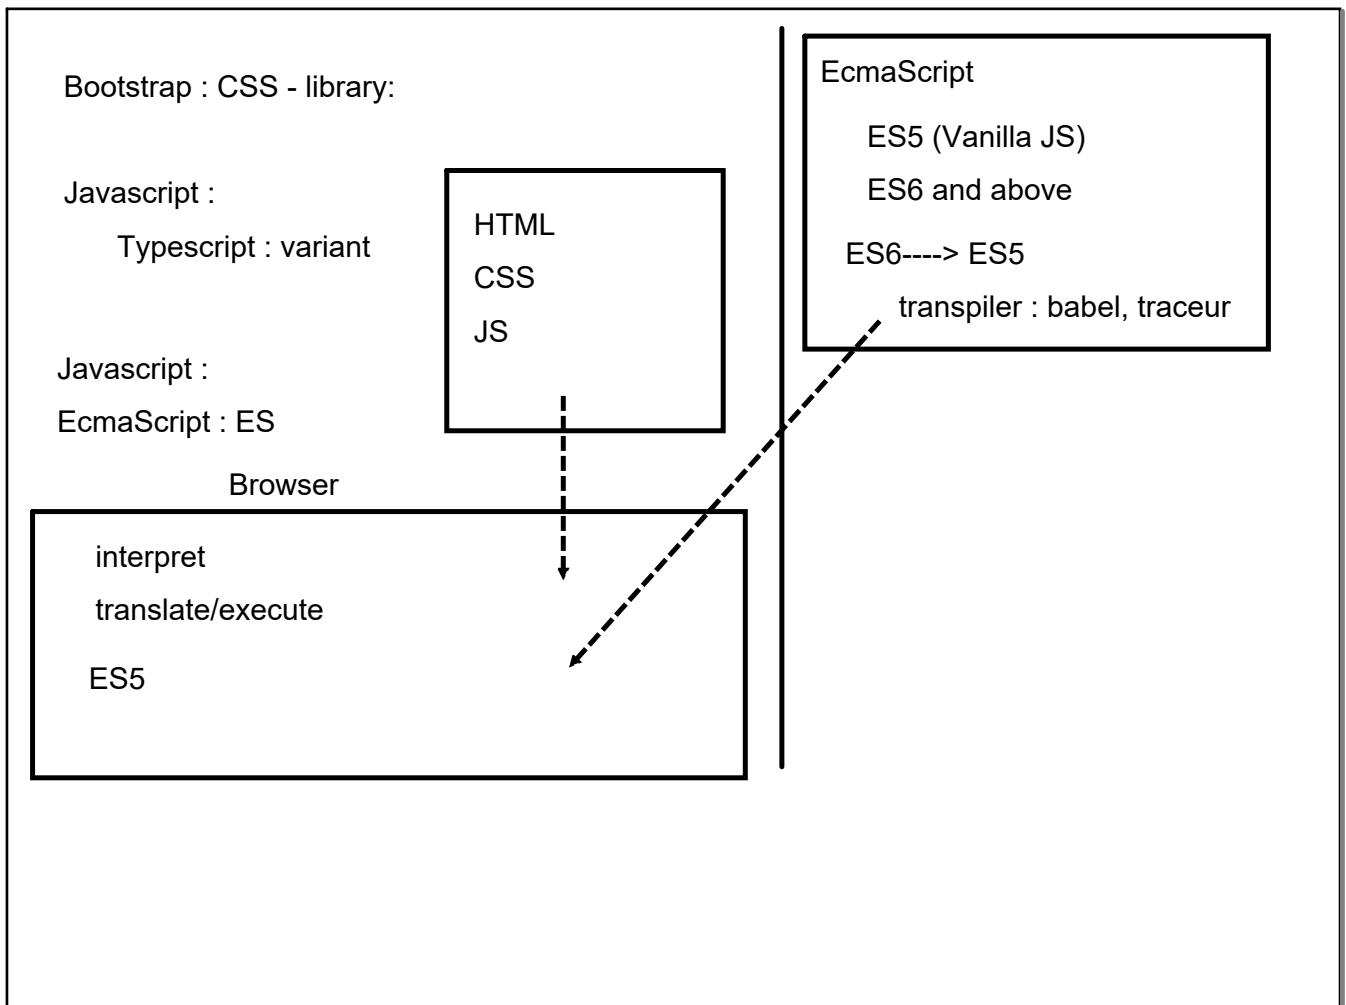 Bootstrap : CSS - library:
Javascript :
Typescript : variant
HTML
CSS
JS
Javascript :
EcmaScript : ES
Browser
interpret
translate/execute
ES5
EcmaScript
ES5 (Vanilla JS)
ES6 and above
ES6----> ES5
transpiler : babel, traceur